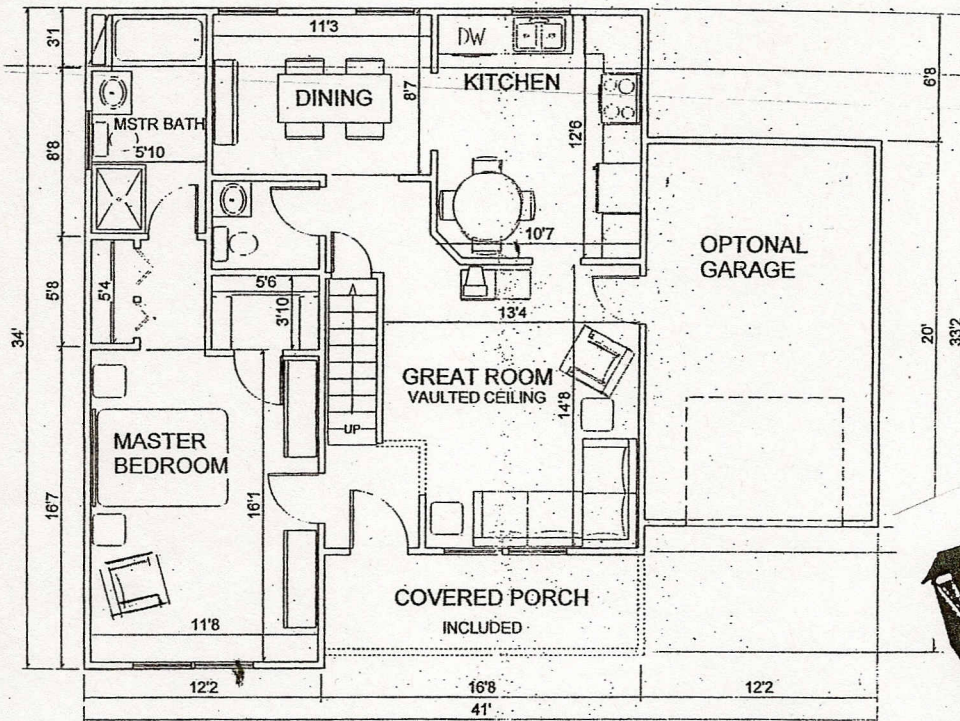 3'1
11'3
DW
KITCHEN
DINING
8'7
6'8
MSTR BATH
5'10
8'8
12'6
10'7
OPTONAL
GARAGE
5'8
5'4
5'6
3'10
13'4
34'
20'
33'2
GREAT ROOM
VAULTED CEILING
14'8
UP
MASTER
BEDROOM
16'7
16'1
COVERED PORCH
INCLUDED
11'8
12'2
16'8
12'2
41'